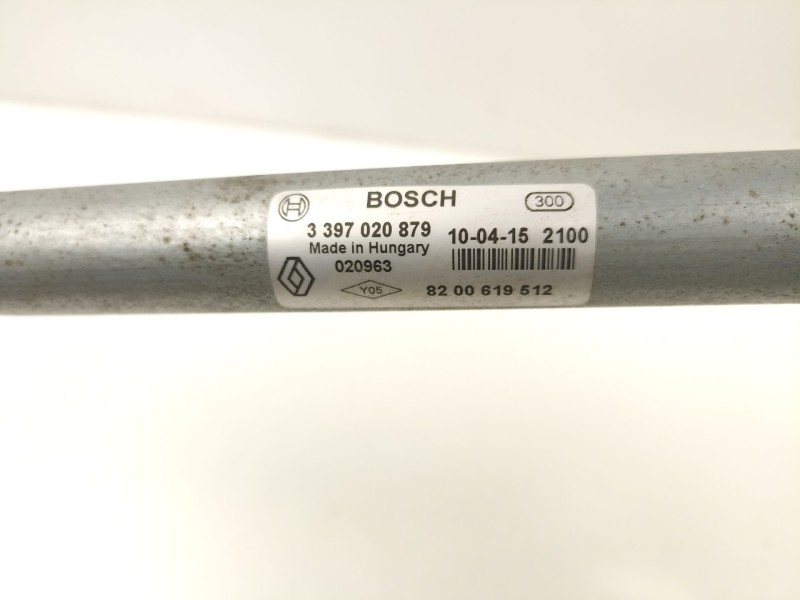 BOSCH 300
3 397 020 879 10-04-15 2100
Made in Hungary
020963
Y05 82 00 619 512